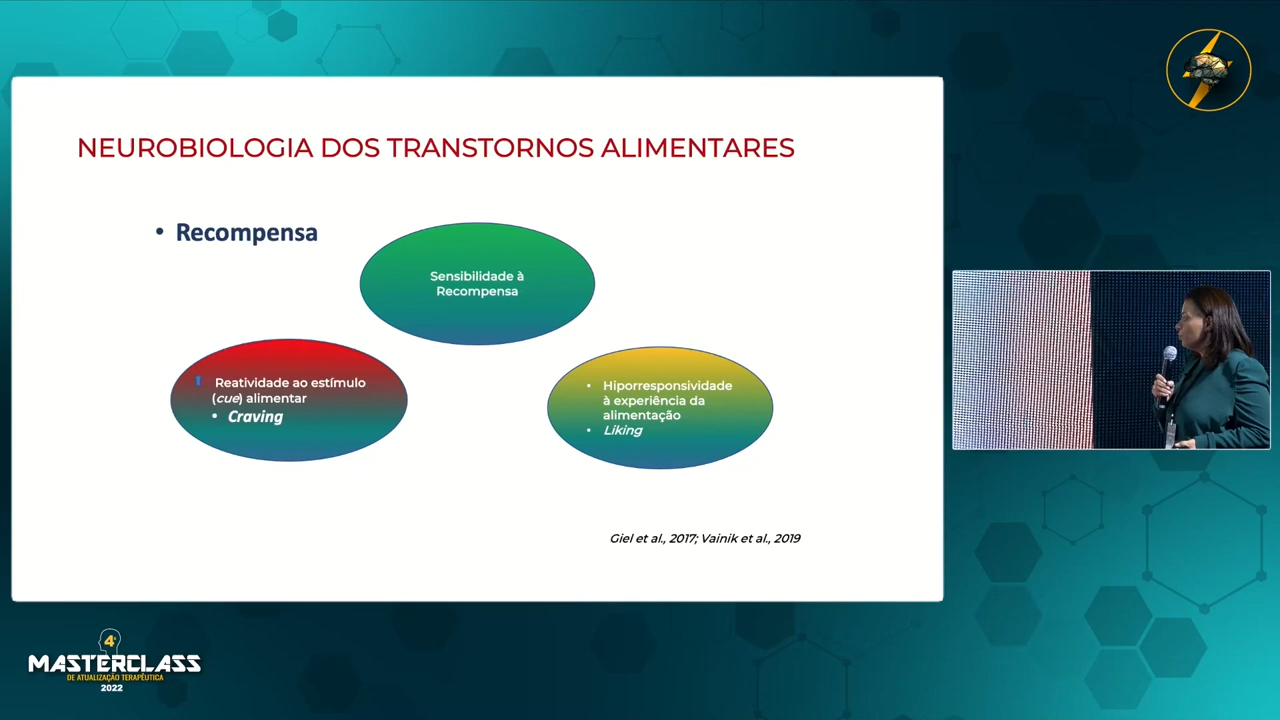 NEUROBIOLOGIA DOS TRANSTORNOS ALIMENTARES
• Recompensa
Sensibilidade à
Recompensa
⬆ Reatividade ao estímulo
(cue) alimentar
• Craving
• Hiporresponsividade
à experiência da
alimentação
• Liking
Giel et al., 2017; Vainik et al., 2019
4ª
MASTERCLASS
DE ATUALIZAÇÃO TERAPÊUTICA
2022